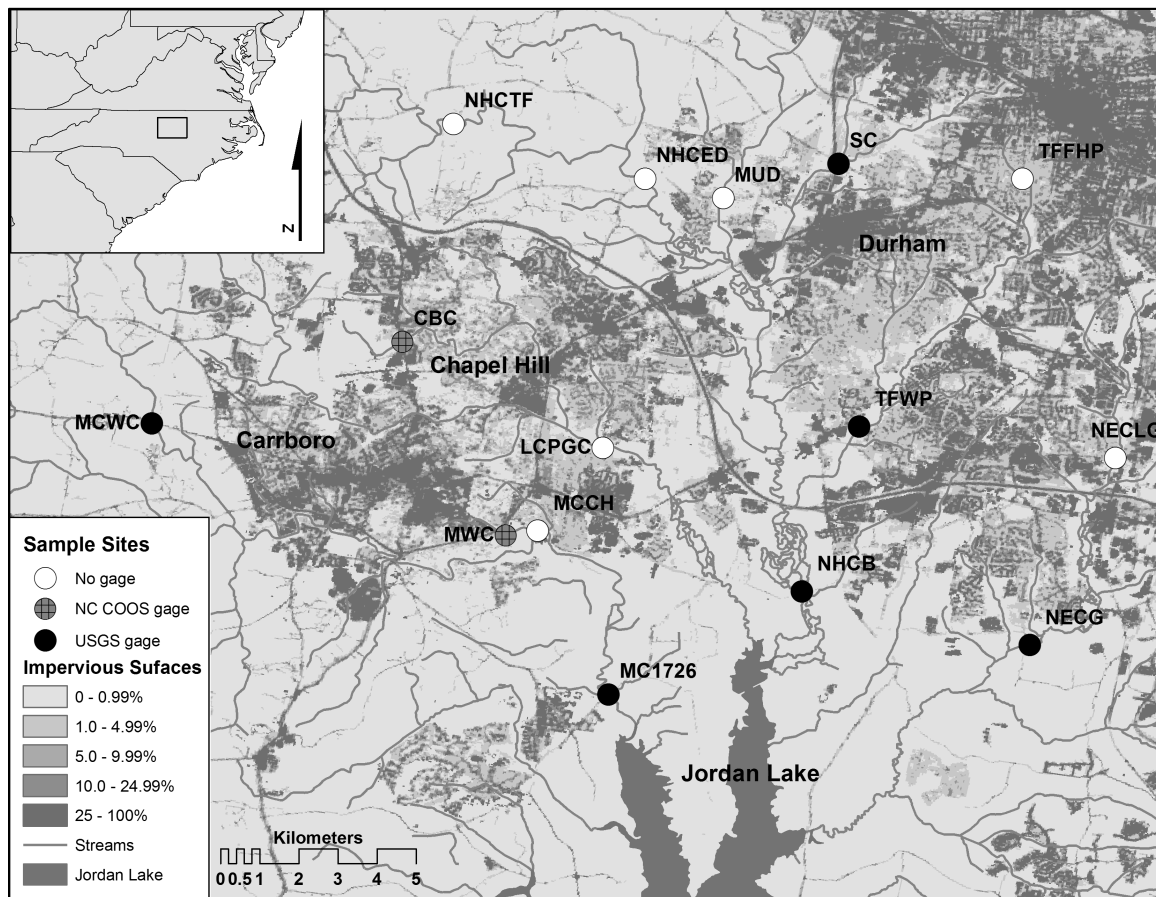 NHCTF
NHCED
MUD
SC
TFFHP
Durham
N
CBC
Chapel Hill
MCWC
Carrboro
TFWP
LCPGC
NECLG
MCCH
MWC
NHCB
NECG
MC1726
Jordan Lake
Sample Sites
No gage
NC COOS gage
USGS gage
Impervious Sufaces
0 - 0.99%
1.0 - 4.99%
5.0 - 9.99%
10.0 - 24.99%
25 - 100%
Streams
Jordan Lake
Kilometers
0 0.5 1 2 3 4 5